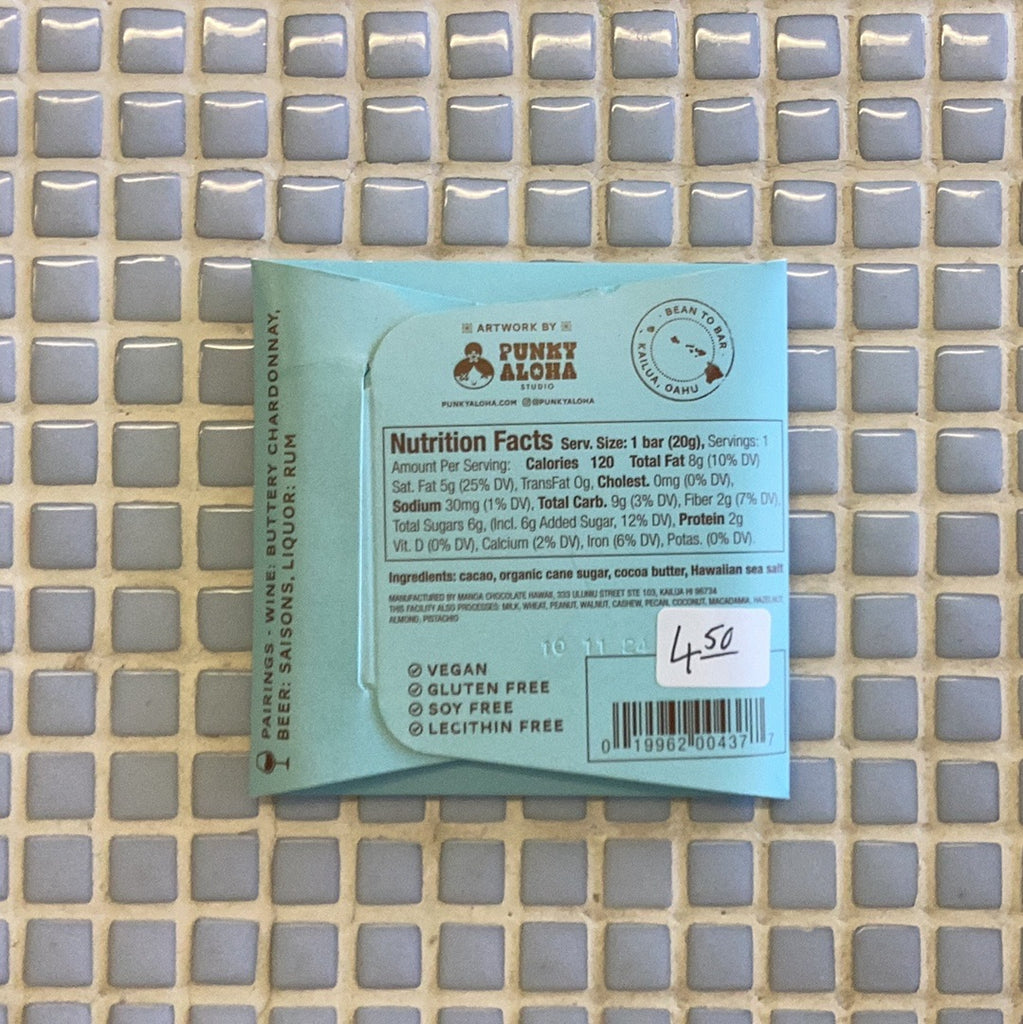 PAIRINGS - WINE: BUTTERY CHARDONNAY,
BEER: SAISONS, LIQUOR: RUM
ARTWORK BY
PUNKY
ALOHA
STUDIO
PUNKYALOHA.COM @PUNKYALOHA
· BEAN TO BAR ·
KAILUA, OAHU
Nutrition Facts Serv. Size: 1 bar (20g), Servings: 1
Amount Per Serving: Calories 120 Total Fat 8g (10% DV)
Sat. Fat 5g (25% DV), TransFat 0g, Cholest. 0mg (0% DV),
Sodium 30mg (1% DV), Total Carb. 9g (3% DV), Fiber 2g (7% DV),
Total Sugars 6g, (Incl. 6g Added Sugar, 12% DV), Protein 2g
Vit. D (0% DV), Calcium (2% DV), Iron (6% DV), Potas. (0% DV).
Ingredients: cacao, organic cane sugar, cocoa butter, Hawaiian sea salt
MANUFACTURED BY MANOA CHOCOLATE HAWAII, 333 ULUNIU STREET STE 103, KAILUA HI 96734
THIS FACILITY ALSO PROCESSES: MILK, WHEAT, PEANUT, WALNUT, CASHEW, PECAN, COCONUT, MACADAMIA, HAZELNUT,
ALMOND, PISTACHIO
10 11 24
4.50
VEGAN
GLUTEN FREE
SOY FREE
LECITHIN FREE
0 19962 00437 7